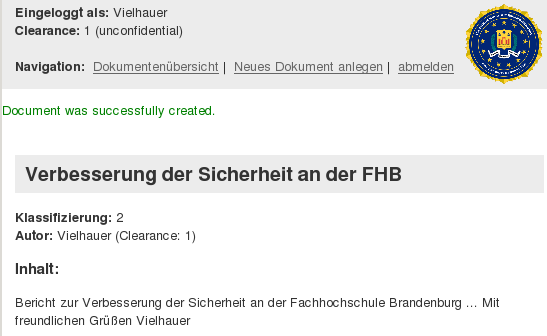 Eingeloggt als: Vielhauer
Clearance: 1 (unconfidential)
Navigation: Dokumentenübersicht | Neues Dokument anlegen | abmelden
Document was successfully created.
Verbesserung der Sicherheit an der FHB
Klassifizierung: 2
Autor: Vielhauer (Clearance: 1)
Inhalt:
Bericht zur Verbesserung der Sicherheit an der Fachhochschule Brandenburg ... Mit
freundlichen Grüßen Vielhauer